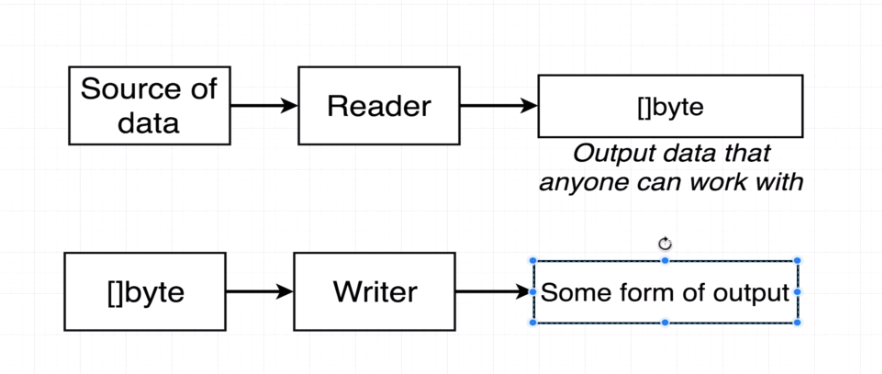 Source of
data
Reader
[]byte
Output data that
anyone can work with
[]byte
Writer
Some form of output